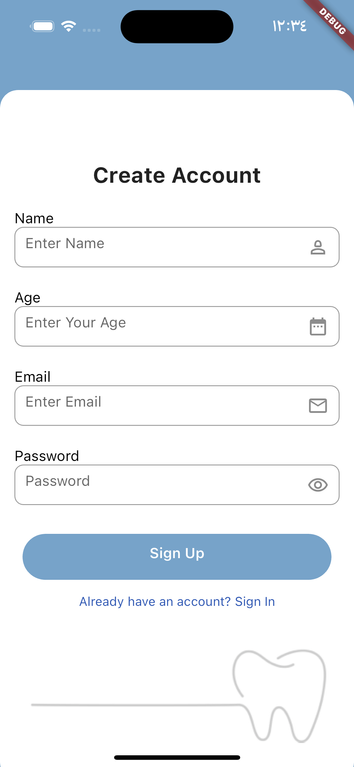 ١٢:٣٤
DEBUG
Create Account
Name
Enter Name
Age
Enter Your Age
Email
Enter Email
Password
Password
Sign Up
Already have an account? Sign In